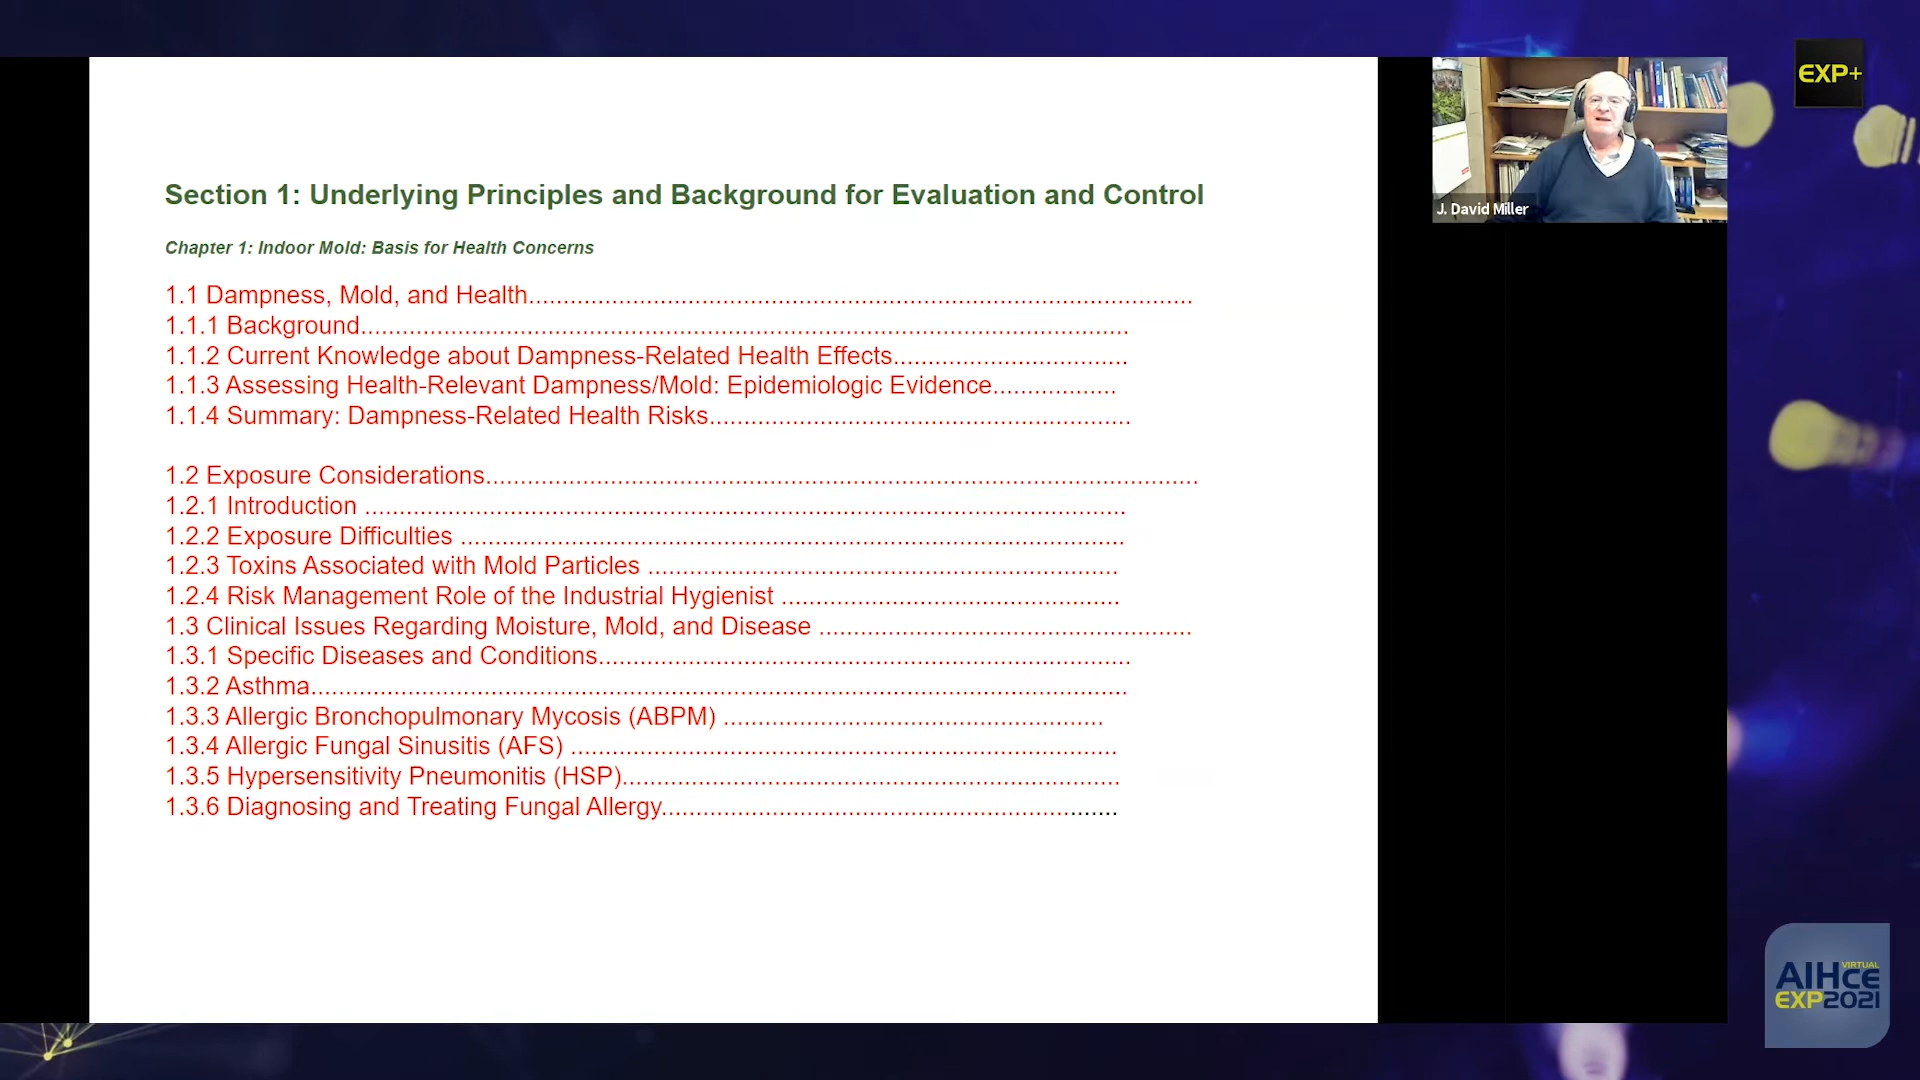 Section 1: Underlying Principles and Background for Evaluation and Control
Chapter 1: Indoor Mold: Basis for Health Concerns
1.1 Dampness, Mold, and Health................................................................................................
1.1.1 Background...............................................................................................................
1.1.2 Current Knowledge about Dampness-Related Health Effects..................................
1.1.3 Assessing Health-Relevant Dampness/Mold: Epidemiologic Evidence..................
1.1.4 Summary: Dampness-Related Health Risks.............................................................
1.2 Exposure Considerations.......................................................................................................
1.2.1 Introduction ..............................................................................................................
1.2.2 Exposure Difficulties ................................................................................................
1.2.3 Toxins Associated with Mold Particles ....................................................................
1.2.4 Risk Management Role of the Industrial Hygienist .................................................
1.3 Clinical Issues Regarding Moisture, Mold, and Disease ......................................................
1.3.1 Specific Diseases and Conditions.............................................................................
1.3.2 Asthma......................................................................................................................
1.3.3 Allergic Bronchopulmonary Mycosis (ABPM) .......................................................
1.3.4 Allergic Fungal Sinusitis (AFS) ...............................................................................
1.3.5 Hypersensitivity Pneumonitis (HSP)........................................................................
1.3.6 Diagnosing and Treating Fungal Allergy..................................................................
J. David Miller
EXP+
VIRTUAL
AIHce
EXP2021